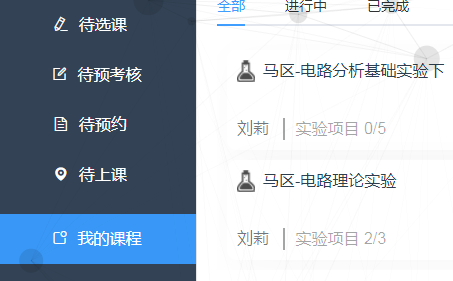 待选课
待预考核
待预约
待上课
我的课程
全部 进行中 已完成
马区-电路分析基础实验下
刘莉 实验项目 0/5
马区-电路理论实验
刘莉 实验项目 2/3